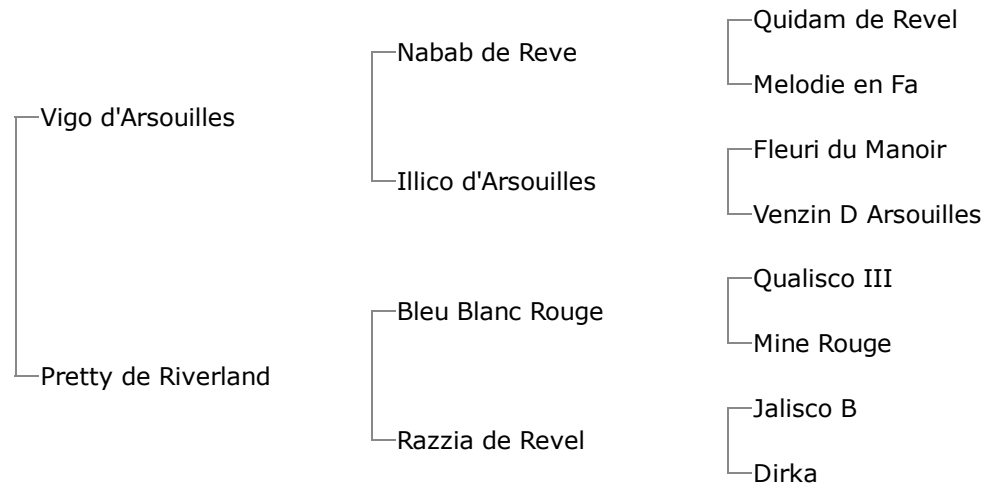 Quidam de Revel
Nabab de Reve
Melodie en Fa
Vigo d'Arsouilles
Fleuri du Manoir
Illico d'Arsouilles
Venzin D Arsouilles
Qualisco III
Bleu Blanc Rouge
Mine Rouge
Pretty de Riverland
Jalisco B
Razzia de Revel
Dirka